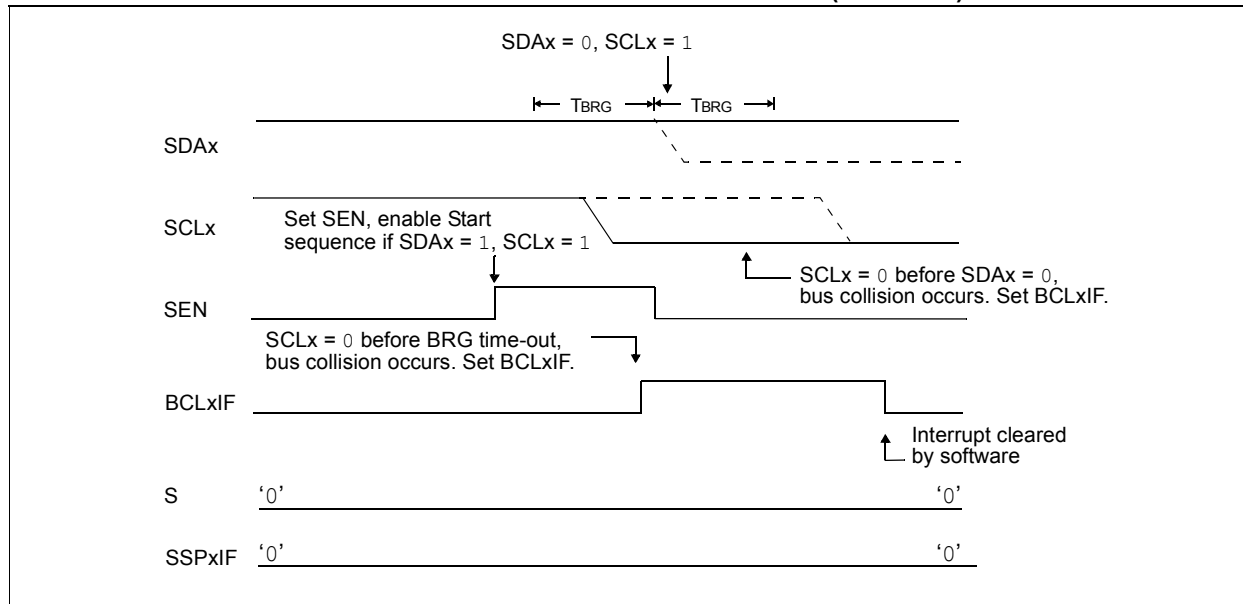 SDAx = 0, SCLx = 1
TBRG TBRG
SDAx
SCLx
Set SEN, enable Start
sequence if SDAx = 1, SCLx = 1
SCLx = 0 before SDAx = 0,
bus collision occurs. Set BCLxIF.
SEN
SCLx = 0 before BRG time-out,
bus collision occurs. Set BCLxIF.
BCLxIF
Interrupt cleared
by software
S ‘0’ ‘0’
SSPxIF ‘0’ ‘0’